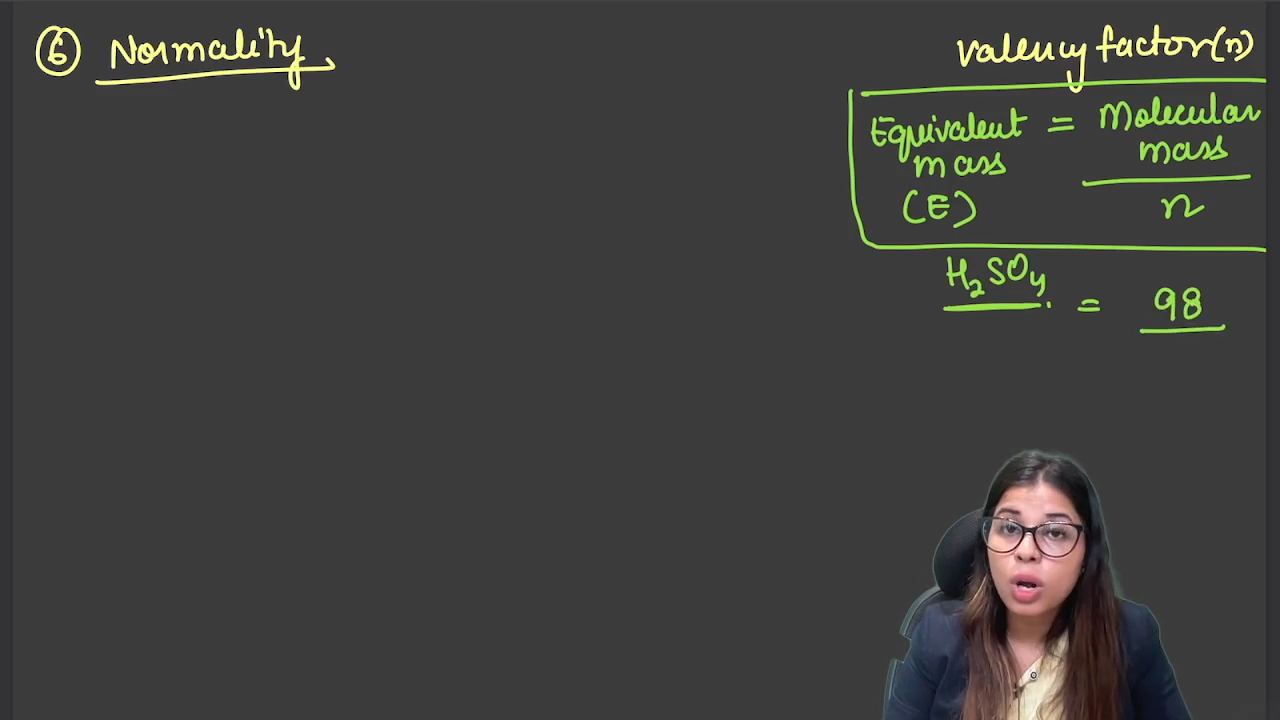 ⑥ Normality
valency factor(n)
Equivalent mass (E) = Molecular mass / n
H₂SO₄ = 98